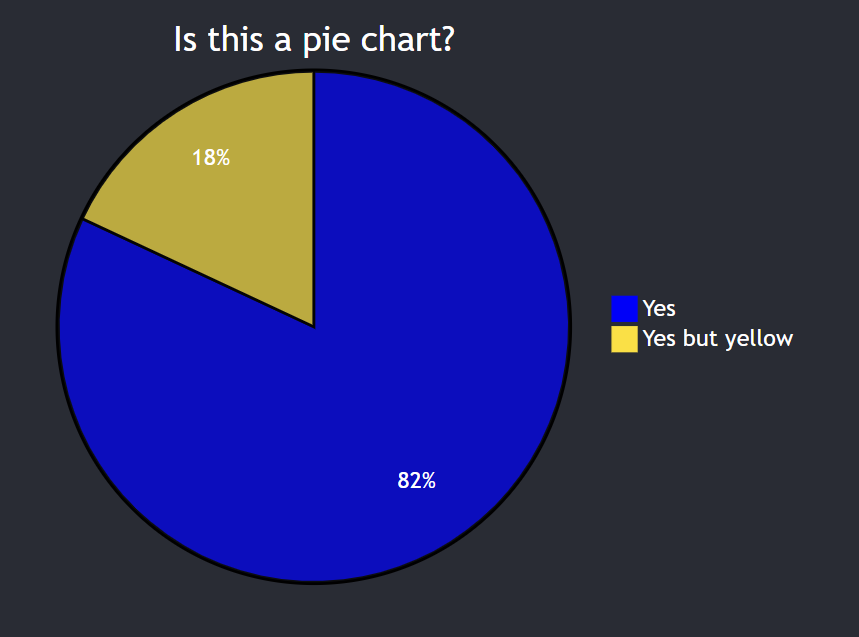 Is this a pie chart?
18%
Yes
Yes but yellow
82%